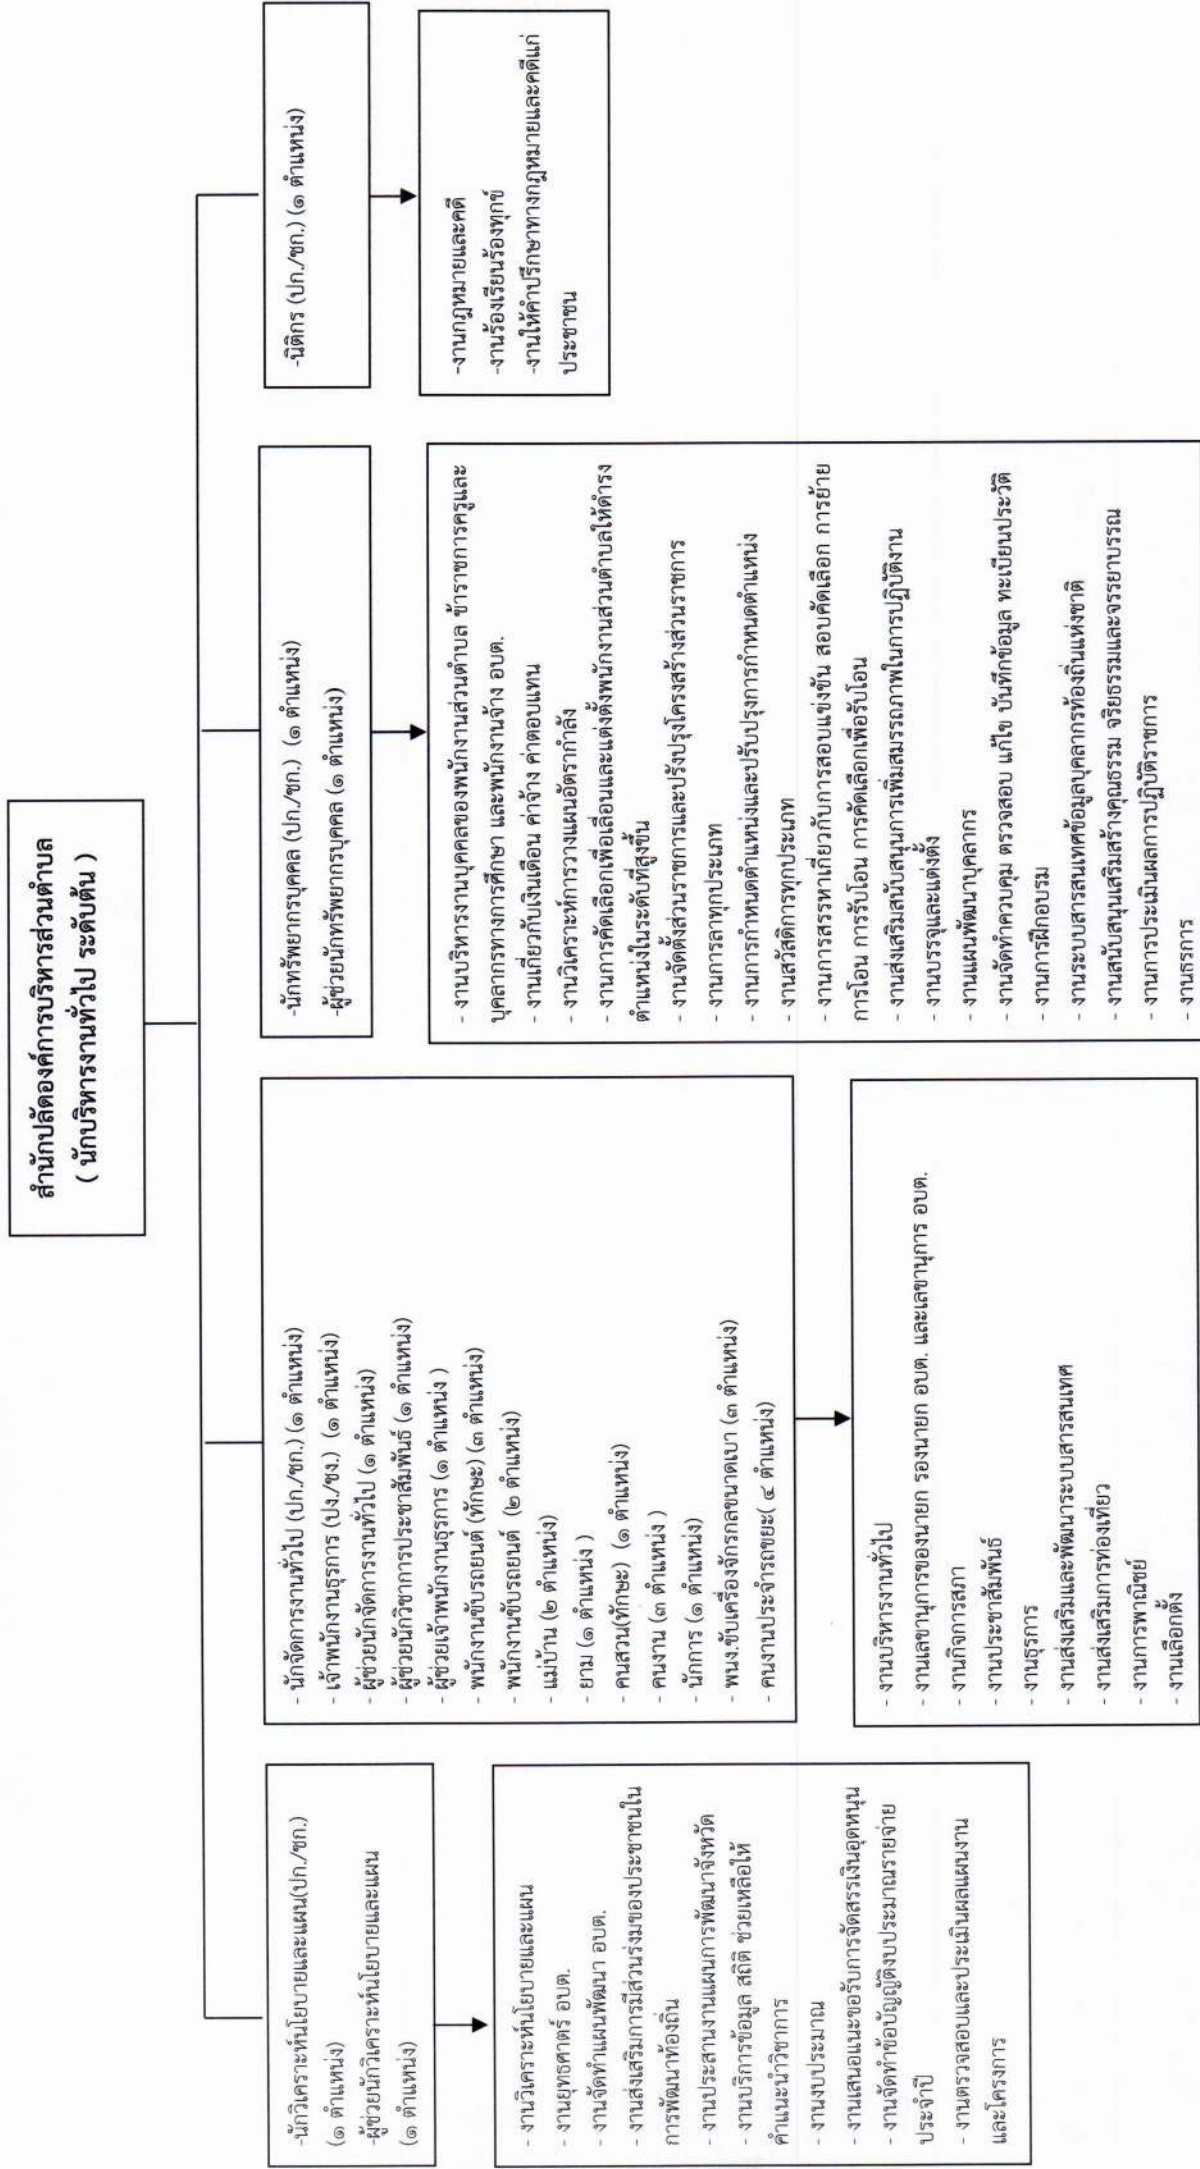 สำนักปลัดองค์การบริหารส่วนตำบล
( นักบริหารงานทั่วไป ระดับต้น )
-นักวิเคราะห์นโยบายและแผน(ปก./ชก.)
(๑ ตำแหน่ง)
-ผู้ช่วยนักวิเคราะห์นโยบายและแผน
(๑ ตำแหน่ง)
- งานวิเคราะห์นโยบายและแผน
- งานยุทธศาสตร์ อบต.
- งานจัดทำแผนพัฒนา อบต.
- งานส่งเสริมการมีส่วนร่วมของประชาชนใน
การพัฒนาท้องถิ่น
- งานประสานงานแผนการพัฒนาจังหวัด
- งานบริการข้อมูล สถิติ ช่วยเหลือให้
คำแนะนำวิชาการ
- งานงบประมาณ
- งานเสนอแนะขอรับการจัดสรรเงินอุดหนุน
- งานจัดทำข้อบัญญัติงบประมาณรายจ่าย
ประจำปี
- งานตรวจสอบและประเมินผลแผนงาน
และโครงการ
- นักจัดการงานทั่วไป (ปก./ชก.) (๑ ตำแหน่ง)
- เจ้าพนักงานธุรการ (ปง./ชง.) (๑ ตำแหน่ง)
- ผู้ช่วยนักจัดการงานทั่วไป (๑ ตำแหน่ง)
- ผู้ช่วยนักวิชาการประชาสัมพันธ์ (๑ ตำแหน่ง)
- ผู้ช่วยเจ้าพนักงานธุรการ (๑ ตำแหน่ง )
- พนักงานขับรถยนต์ (ทักษะ) (๓ ตำแหน่ง)
- พนักงานขับรถยนต์ (๒ ตำแหน่ง)
- แม่บ้าน (๒ ตำแหน่ง)
- ยาม (๑ ตำแหน่ง )
- คนสวน(ทักษะ) (๑ ตำแหน่ง)
- คนงาน (๓ ตำแหน่ง )
- นักการ (๑ ตำแหน่ง)
- พนง.ขับเครื่องจักรกลขนาดเบา (๓ ตำแหน่ง)
- คนงานประจำรถขยะ( ๔ ตำแหน่ง)
- งานบริหารงานทั่วไป
- งานเลขานุการของนายก รองนายก อบต. และเลขานุการ อบต.
- งานกิจการสภา
- งานประชาสัมพันธ์
- งานธุรการ
- งานส่งเสริมและพัฒนาระบบสารสนเทศ
- งานส่งเสริมการท่องเที่ยว
- งานการพาณิชย์
- งานเลือกตั้ง
-นักทรัพยากรบุคคล (ปก./ชก.) (๑ ตำแหน่ง)
-ผู้ช่วยนักทรัพยากรบุคคล (๑ ตำแหน่ง)
- งานบริหารงานบุคคลของพนักงานส่วนตำบล ข้าราชการครูและ
บุคลากรทางการศึกษา และพนักงานจ้าง อบต.
- งานเกี่ยวกับเงินเดือน ค่าจ้าง ค่าตอบแทน
- งานวิเคราะห์การวางแผนอัตรากำลัง
- งานการคัดเลือกเพื่อเลื่อนและแต่งตั้งพนักงานส่วนตำบลให้ดำรง
ตำแหน่งในระดับที่สูงขึ้น
- งานจัดตั้งส่วนราชการและปรังปรุงโครงสร้างส่วนราชการ
- งานการลาทุกประเภท
- งานการกำหนดตำแหน่งและปรับปรุงการกำหนดตำแหน่ง
- งานสวัสดิการทุกประเภท
- งานการสรรหาเกี่ยวกับการสอบแข่งขัน สอบคัดเลือก การย้าย
การโอน การรับโอน การคัดเลือกเพื่อรับโอน
- งานส่งเสริมสนับสนุนการเพิ่มสมรรถภาพในการปฏิบัติงาน
- งานบรรจุและแต่งตั้ง
- งานแผนพัฒนาบุคลากร
- งานจัดทำควบคุม ตรวจสอบ แก้ไข บันทึกข้อมูล ทะเบียนประวัติ
- งานการฝึกอบรม
- งานระบบสารสนเทศข้อมูลบุคลากรท้องถิ่นแห่งชาติ
- งานสนับสนุนเสริมสร้างคุณธรรม จริยธรรมและจรรยาบรรณ
- งานการประเมินผลการปฏิบัติราชการ
- งานธุรการ
-นิติกร (ปก./ชก.) (๑ ตำแหน่ง)
-งานกฎหมายและคดี
-งานร้องเรียนร้องทุกข์
-งานให้คำปรึกษาทางกฎหมายและคดีแก่
ประชาชน